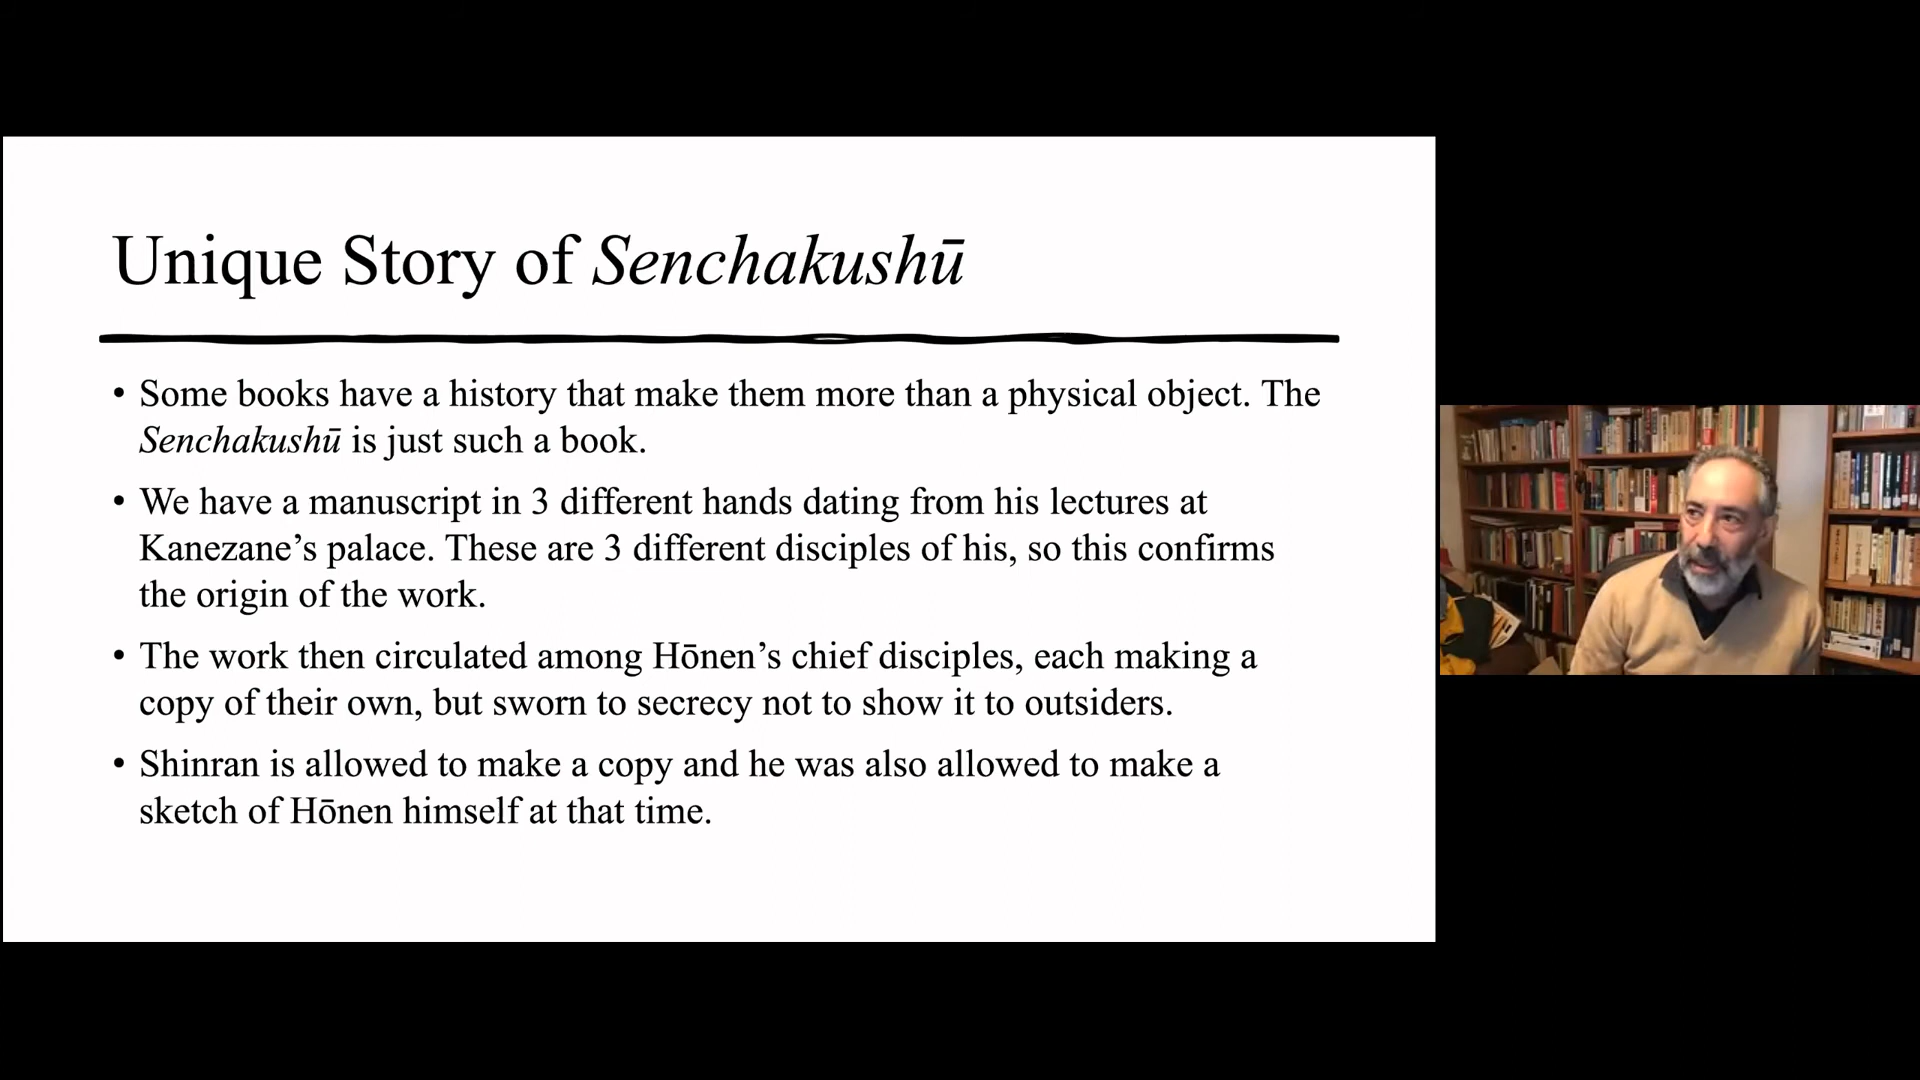 Unique Story of Senchakushū
• Some books have a history that make them more than a physical object. The
Senchakushū is just such a book.
• We have a manuscript in 3 different hands dating from his lectures at
Kanezane’s palace. These are 3 different disciples of his, so this confirms
the origin of the work.
• The work then circulated among Hōnen’s chief disciples, each making a
copy of their own, but sworn to secrecy not to show it to outsiders.
• Shinran is allowed to make a copy and he was also allowed to make a
sketch of Hōnen himself at that time.